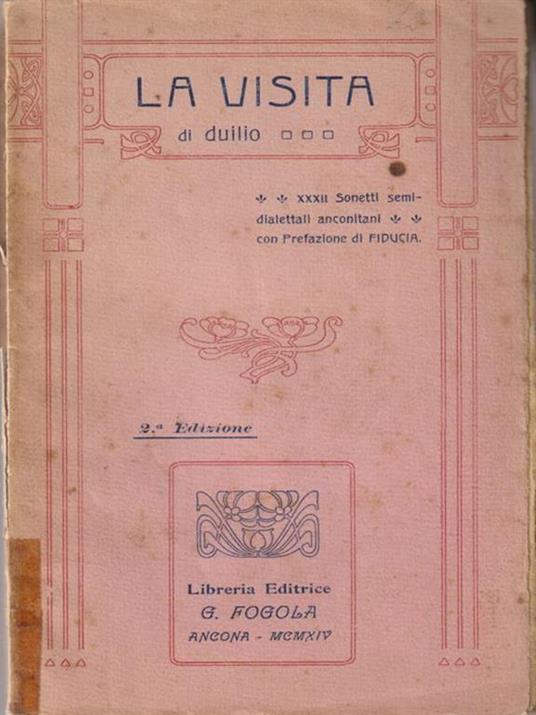 LA VISITA
di duilio
XXXII Sonetti semi-
dialettali anconitani
con Prefazione di FIDUCIA.
2.ª Edizione
Libreria Editrice
G. FOGOLA
ANCONA - MCMXIV